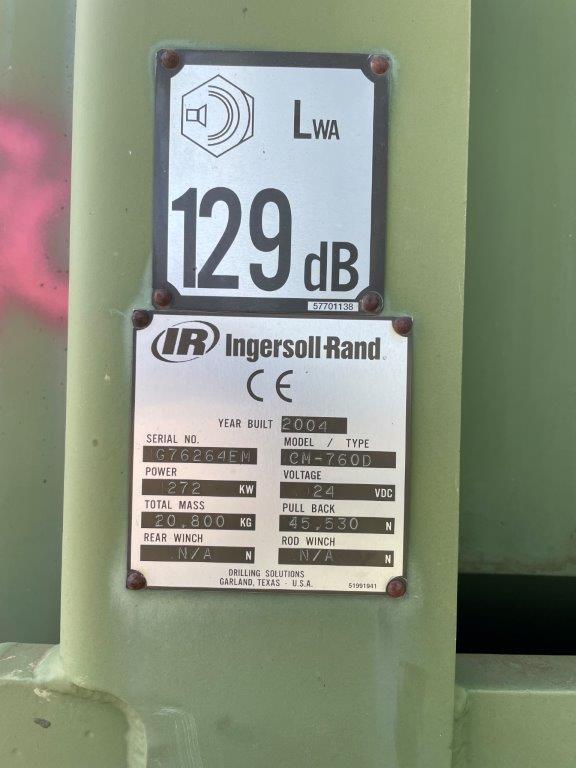 LWA
129 dB
57701138
IR Ingersoll-Rand
CE
YEAR BUILT 2004
SERIAL NO. MODEL / TYPE
G76264EM CM-760D
POWER VOLTAGE
272 KW 24 VDC
TOTAL MASS PULL BACK
20,800 KG 45,530 N
REAR WINCH ROD WINCH
N/A N N/A N
DRILLING SOLUTIONS
GARLAND, TEXAS - U.S.A.
51991941